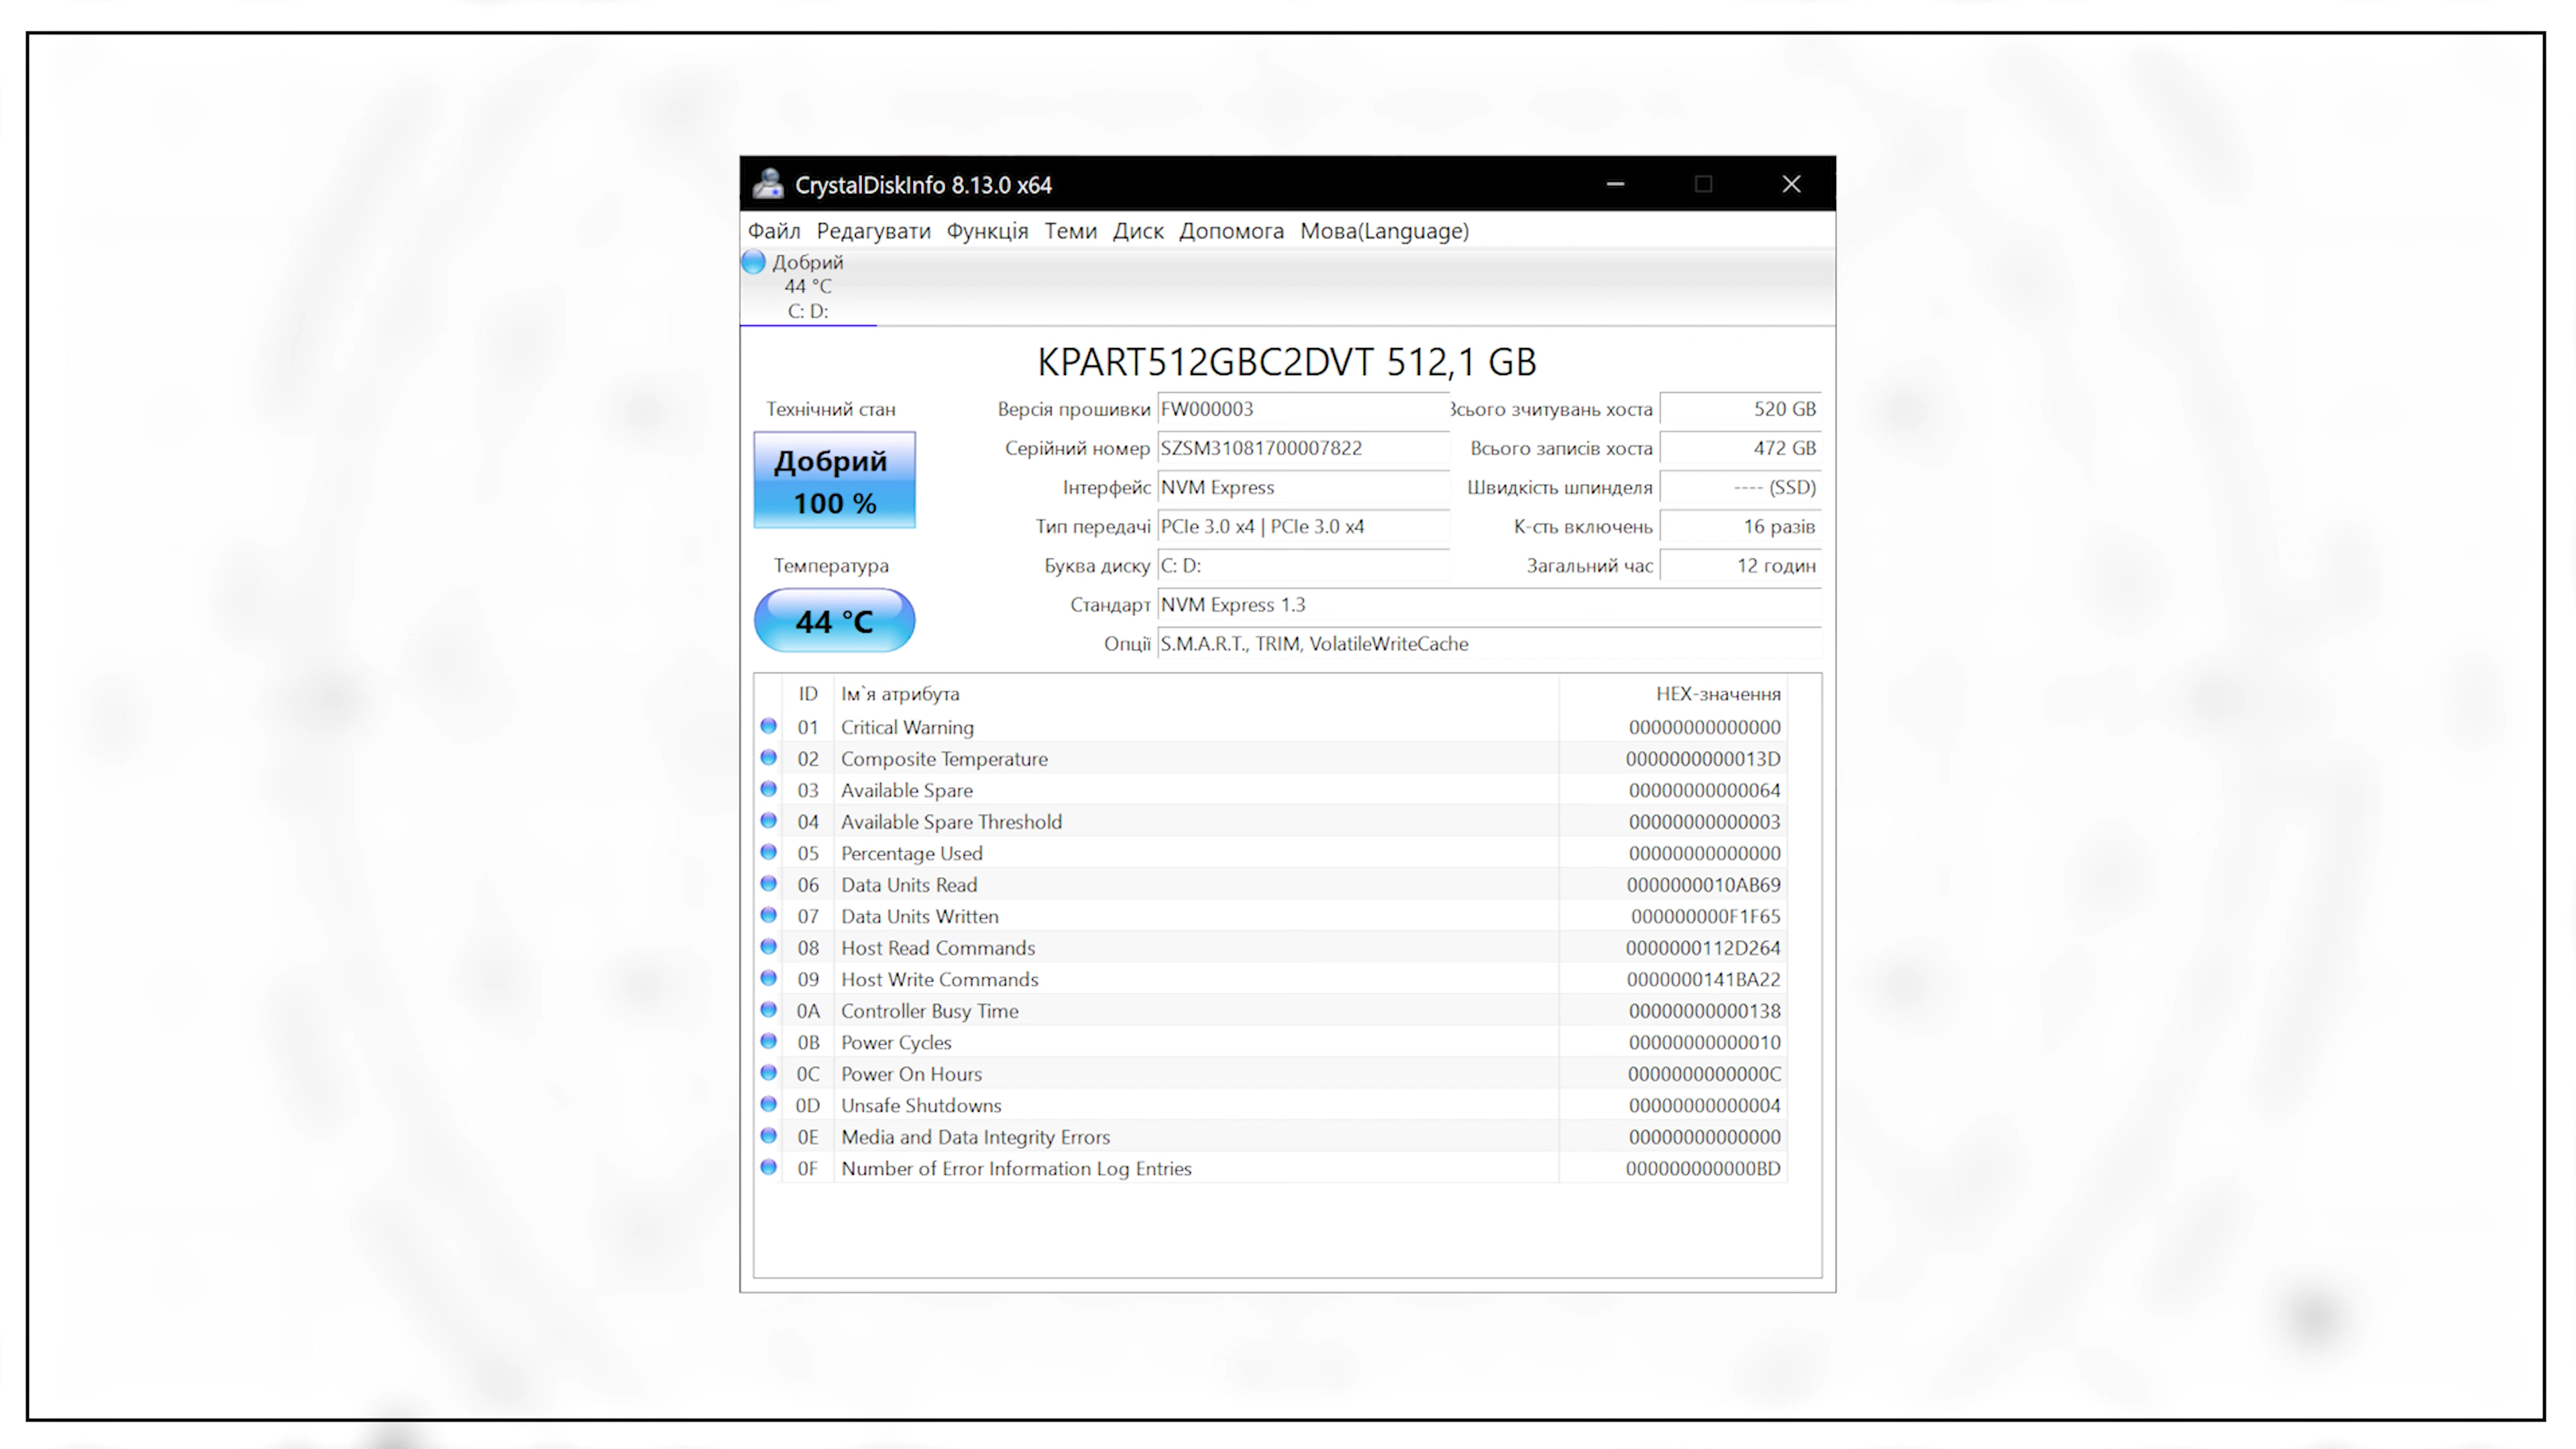 CrystalDiskInfo 8.13.0 x64
Файл Редагувати Функція Теми Диск Допомога Мова(Language)
Добрий
44 °C
C: D:
KPART512GBC2DVT 512,1 GB
Технічний стан
Добрий
100 %
Температура
44 °C
Версія прошивки FW000003
Серійний номер SZSM31081700007822
Інтерфейс NVM Express
Тип передачі PCIe 3.0 x4 | PCIe 3.0 x4
Буква диску C: D:
Стандарт NVM Express 1.3
Опції S.M.A.R.T., TRIM, VolatileWriteCache
Всього зчитувань хоста 520 GB
Всього записів хоста 472 GB
Швидкість шпинделя ---- (SSD)
К-сть включень 16 разів
Загальний час 12 годин
ID Ім`я атрибута HEX-значення
01 Critical Warning 00000000000000
02 Composite Temperature 0000000000013D
03 Available Spare 00000000000064
04 Available Spare Threshold 00000000000003
05 Percentage Used 00000000000000
06 Data Units Read 0000000010AB69
07 Data Units Written 000000000F1F65
08 Host Read Commands 0000000112D264
09 Host Write Commands 0000000141BA22
0A Controller Busy Time 00000000000138
0B Power Cycles 00000000000010
0C Power On Hours 0000000000000C
0D Unsafe Shutdowns 00000000000004
0E Media and Data Integrity Errors 00000000000000
0F Number of Error Information Log Entries 000000000000BD